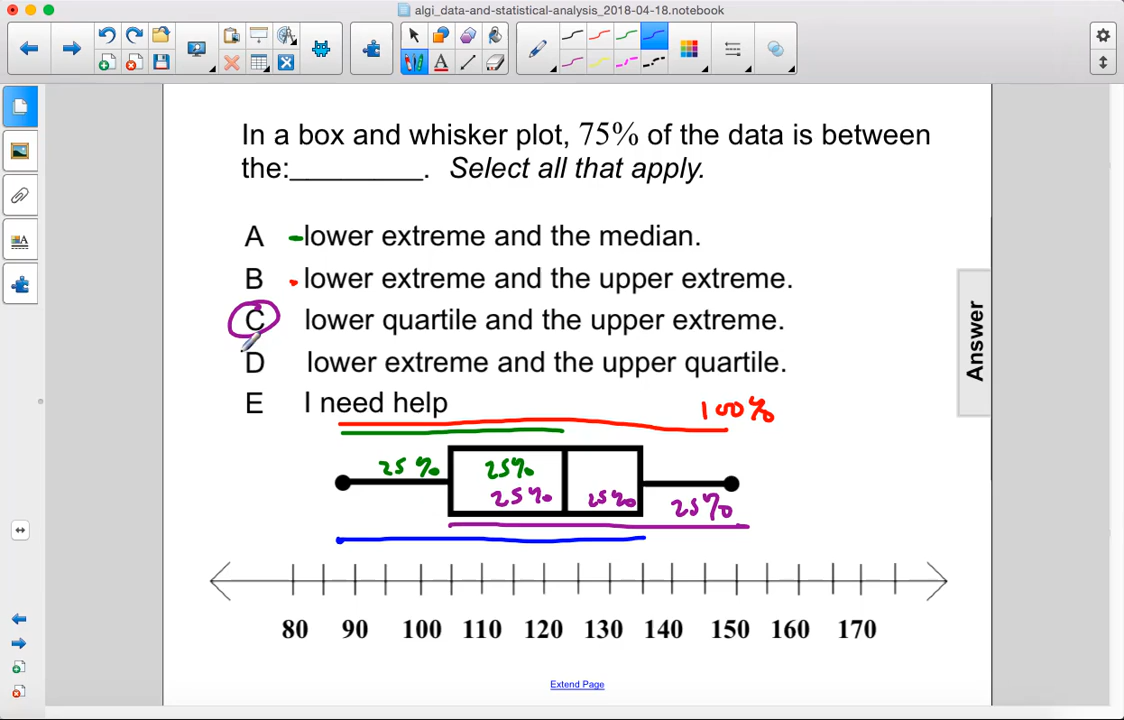 algi_data-and-statistical-analysis_2018-04-18.notebook
In a box and whisker plot, 75% of the data is between
the:_________. Select all that apply.
A lower extreme and the median.
B lower extreme and the upper extreme.
C lower quartile and the upper extreme.
D lower extreme and the upper quartile.
E I need help
Answer
100%
25% 25%
25% 25% 25%
80 90 100 110 120 130 140 150 160 170
Extend Page